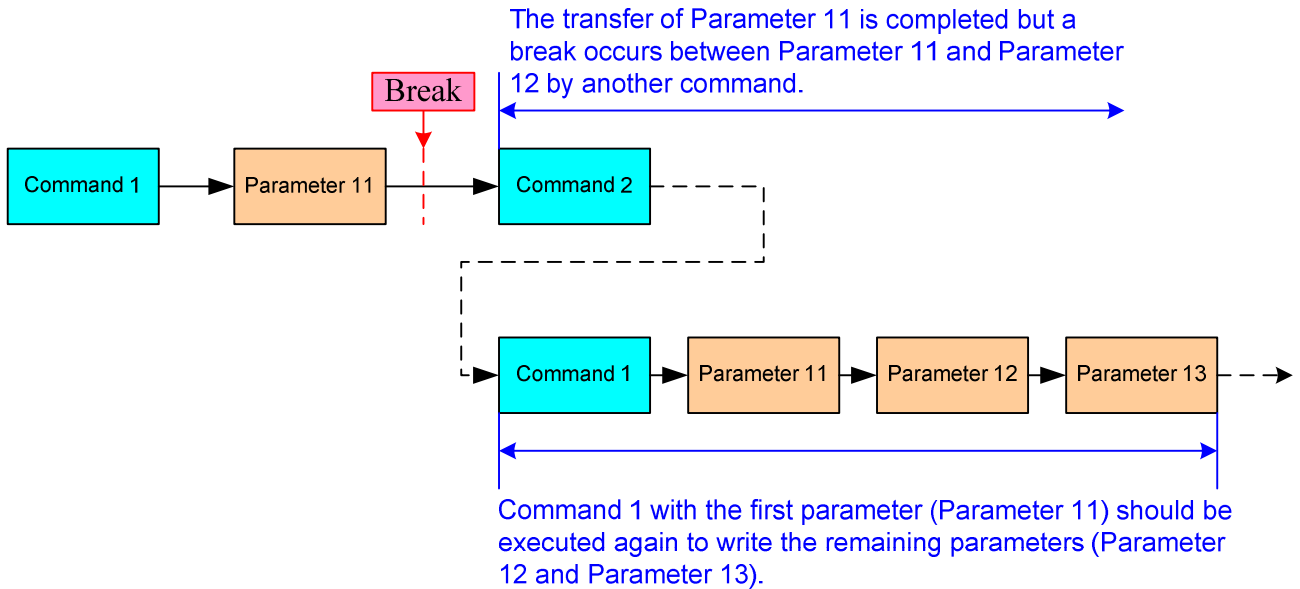 The transfer of Parameter 11 is completed but a
break occurs between Parameter 11 and Parameter
12 by another command.
Break
Command 1
Parameter 11
Command 2
Command 1
Parameter 11
Parameter 12
Parameter 13
Command 1 with the first parameter (Parameter 11) should be
executed again to write the remaining parameters (Parameter
12 and Parameter 13).